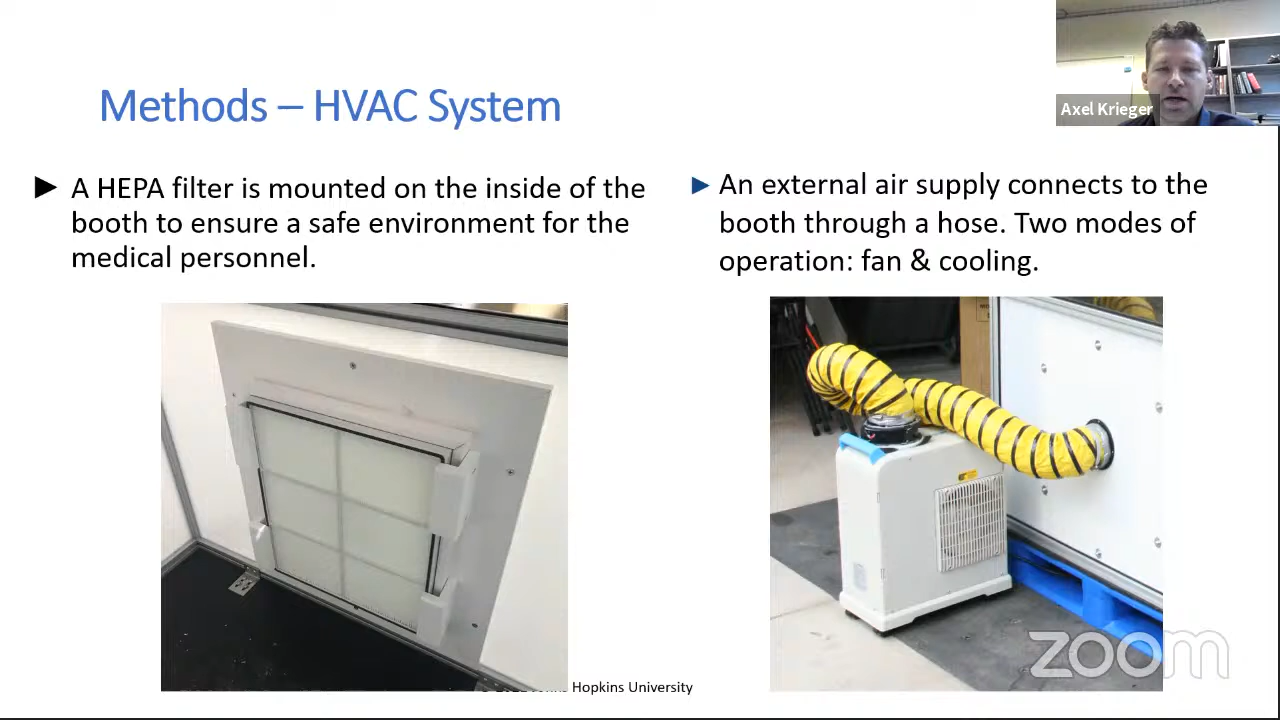 Axel Krieger
Methods – HVAC System
► A HEPA filter is mounted on the inside of the
booth to ensure a safe environment for the
medical personnel.
► An external air supply connects to the
booth through a hose. Two modes of
operation: fan & cooling.
Hopkins University
zoom